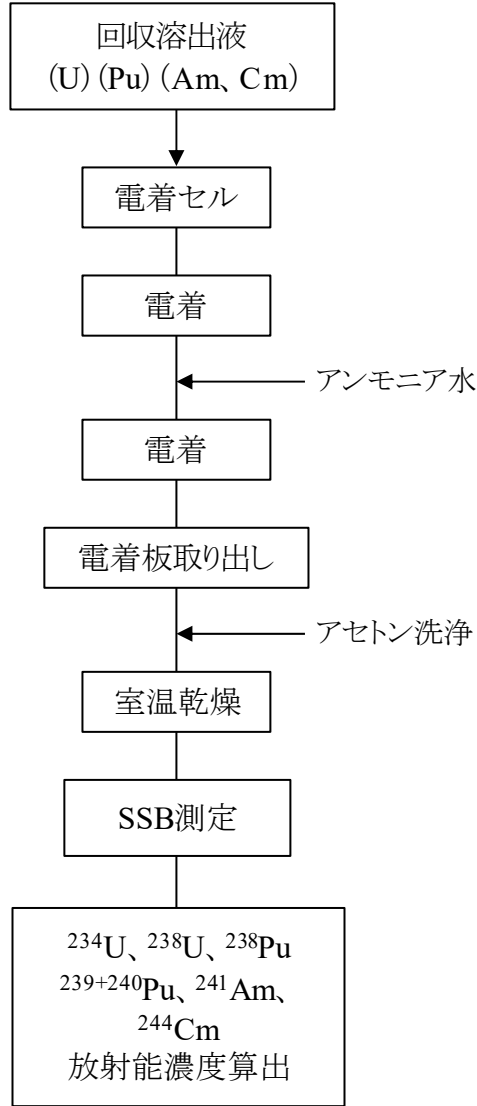 回収溶出液
(U) (Pu) (Am、Cm)
電着セル
電着
アンモニア水
電着
電着板取り出し
アセトン洗浄
室温乾燥
SSB測定
²³⁴U、²³⁸U、²³⁸Pu
²³⁹⁺²⁴⁰Pu、²⁴¹Am、
²⁴⁴Cm
放射能濃度算出